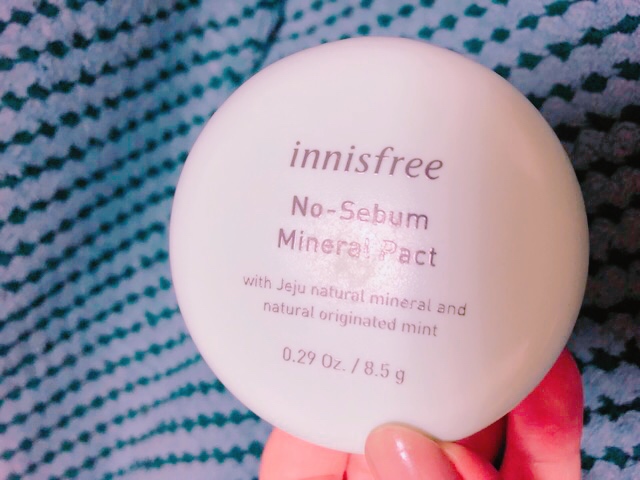 innisfree
No-Sebum
Mineral Pact
with Jeju natural mineral and
natural originated mint
0.29 Oz. / 8.5 g